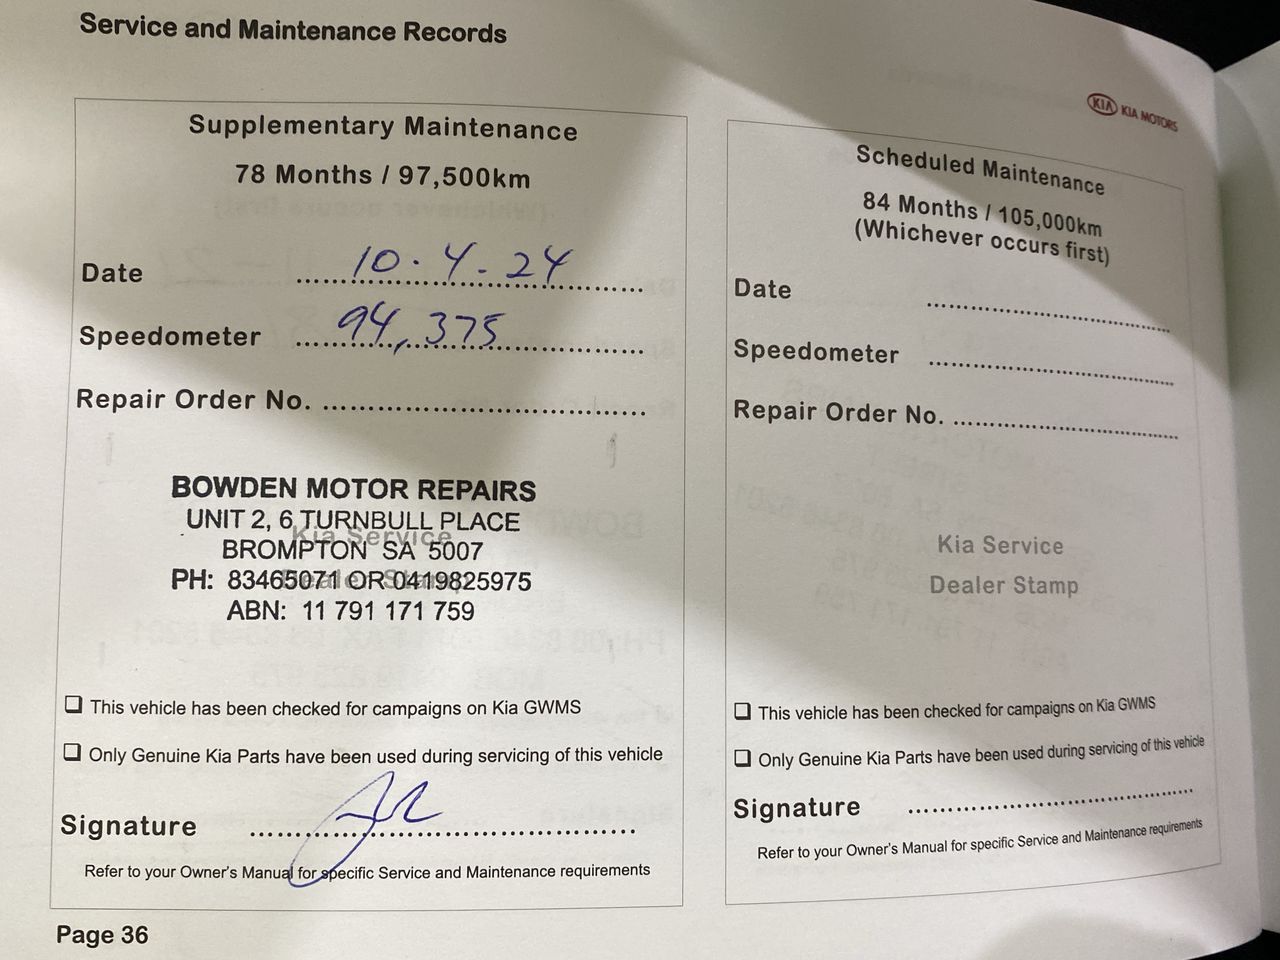 Service and Maintenance Records
Supplementary Maintenance
78 Months / 97,500km
Date 10.4.24
Speedometer 94,375
Repair Order No.
BOWDEN MOTOR REPAIRS
UNIT 2, 6 TURNBULL PLACE
BROMPTON SA 5007
PH: 83465071 OR 0419825975
ABN: 11 791 171 759
Kia Service
Dealer Stamp
This vehicle has been checked for campaigns on Kia GWMS
Only Genuine Kia Parts have been used during servicing of this vehicle
Signature
Refer to your Owner's Manual for specific Service and Maintenance requirements
Page 36
KIA KIA MOTORS
Scheduled Maintenance
84 Months / 105,000km
(Whichever occurs first)
Date
Speedometer
Repair Order No.
Kia Service
Dealer Stamp
This vehicle has been checked for campaigns on Kia GWMS
Only Genuine Kia Parts have been used during servicing of this vehicle
Signature
Refer to your Owner's Manual for specific Service and Maintenance requirements